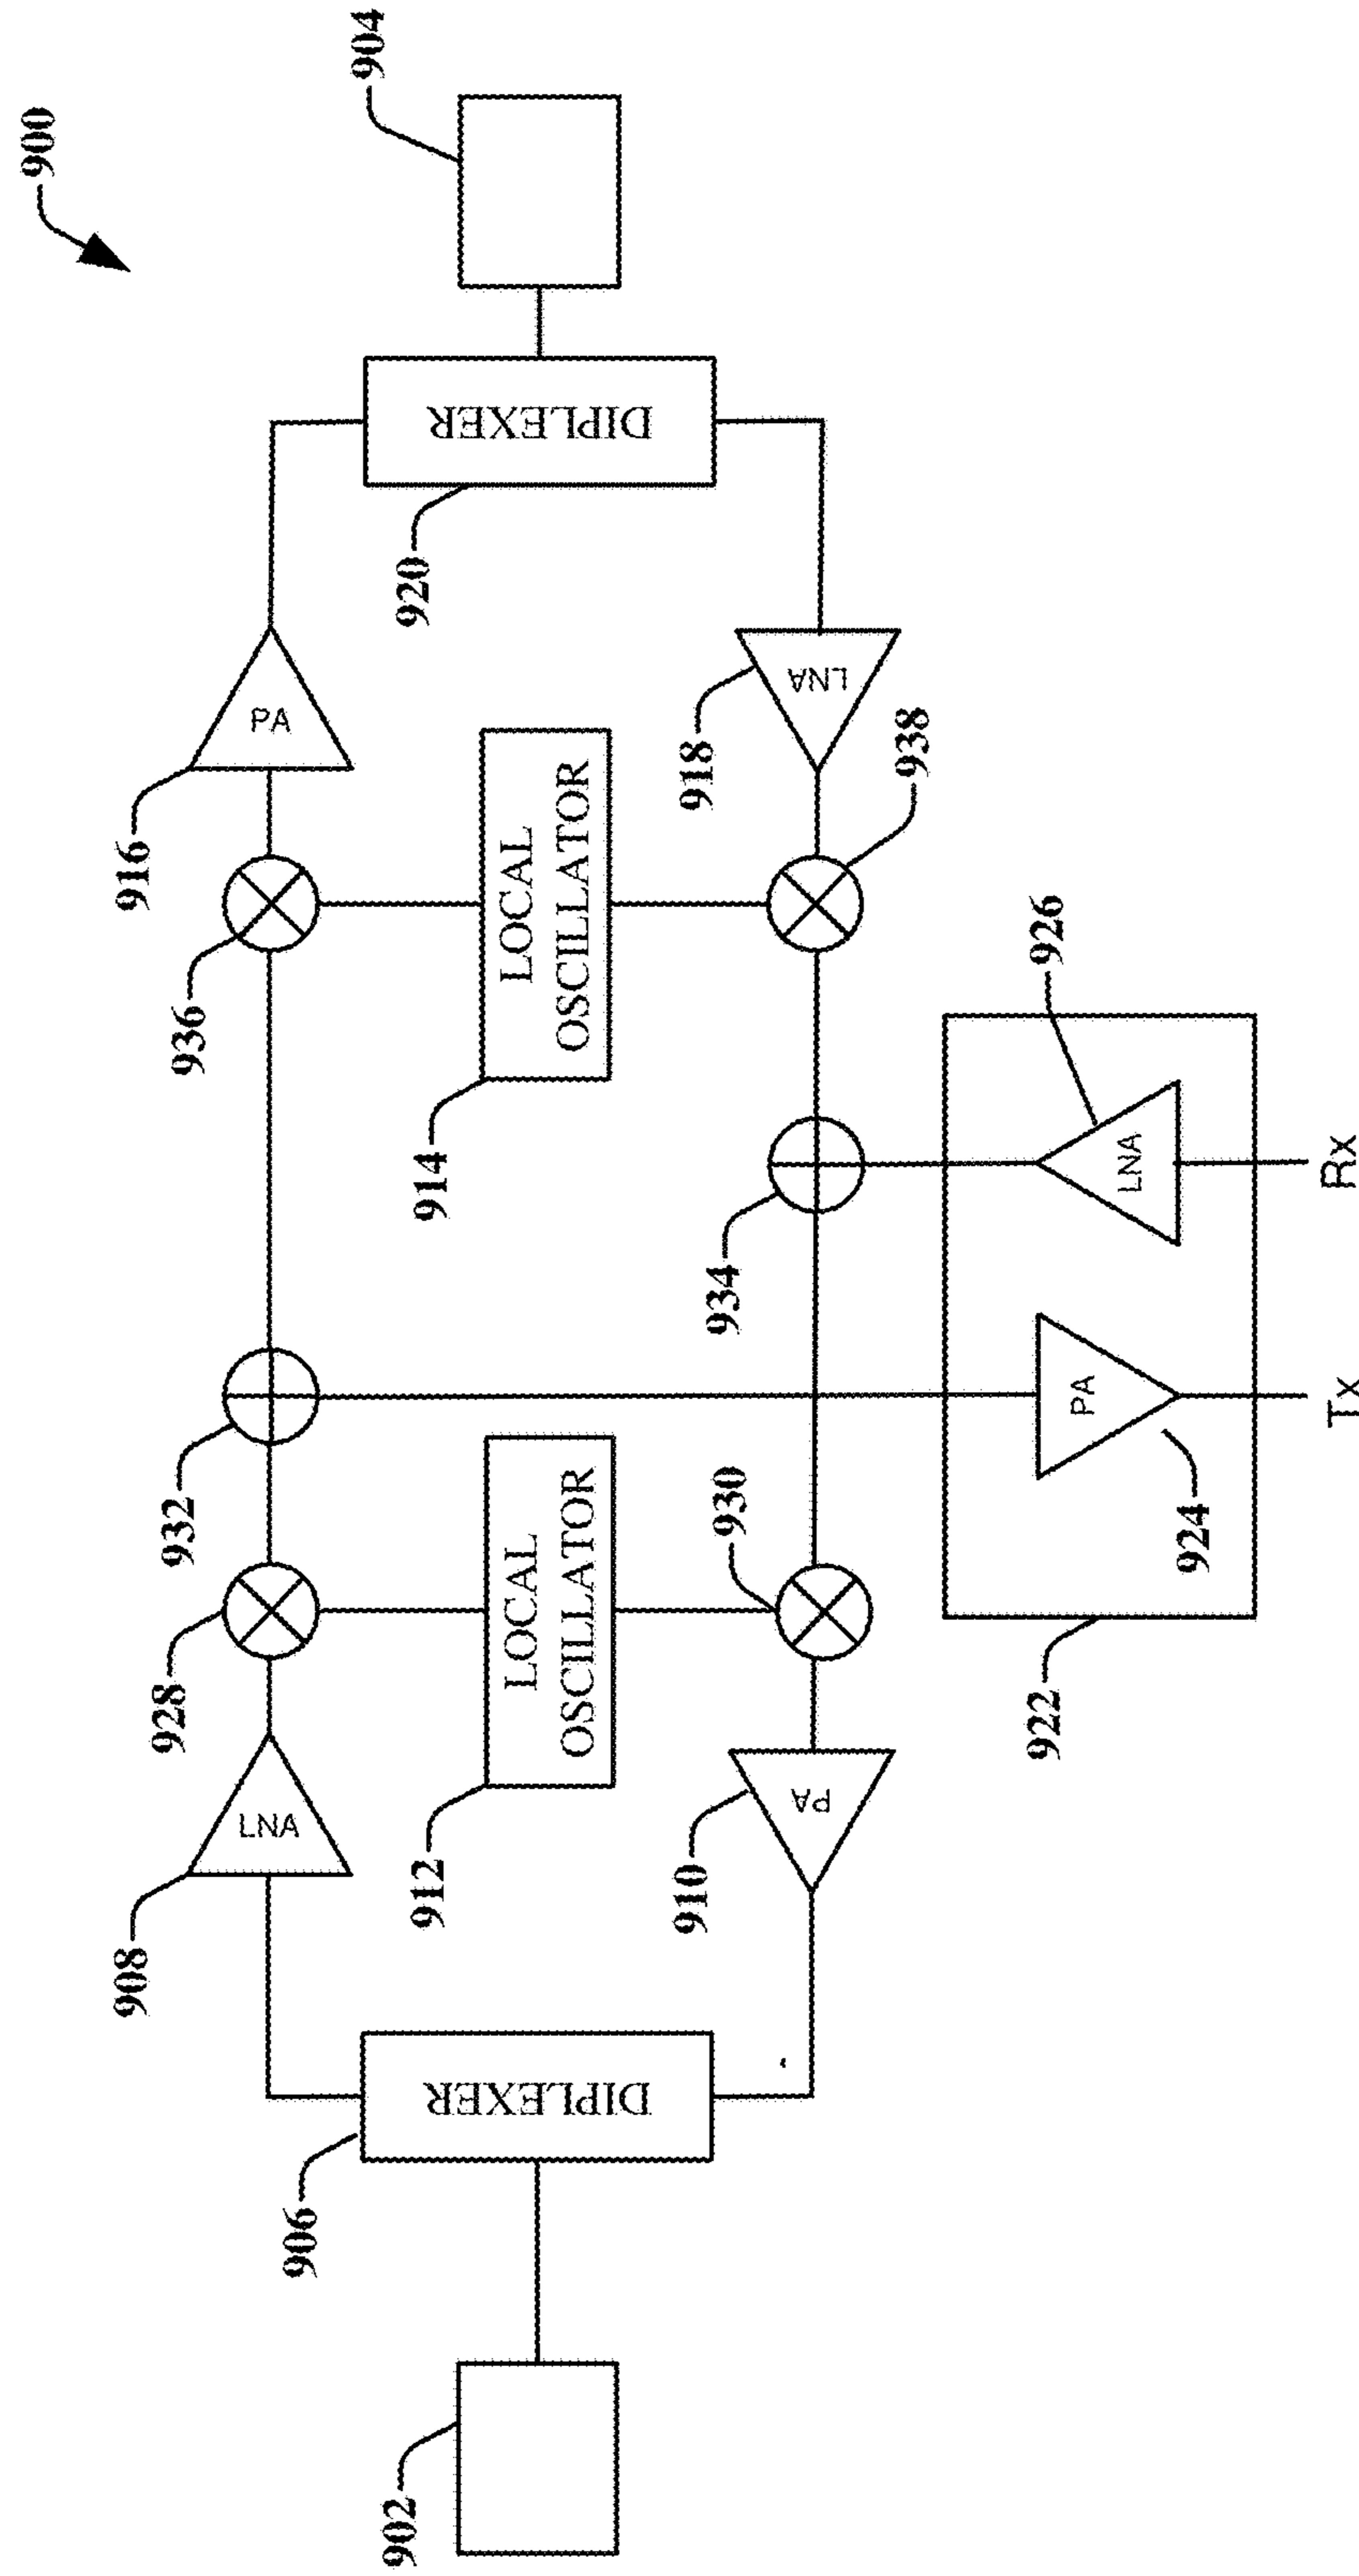 900
908
916
928
932
936
LNA
PA
906
904
902
912
914
920
DIPLEXER
LOCAL
OSCILLATOR
LOCAL
OSCILLATOR
DIPLEXER
910
930
934
918
938
PA
LNA
922
924
926
PA
LNA
Tx
Rx